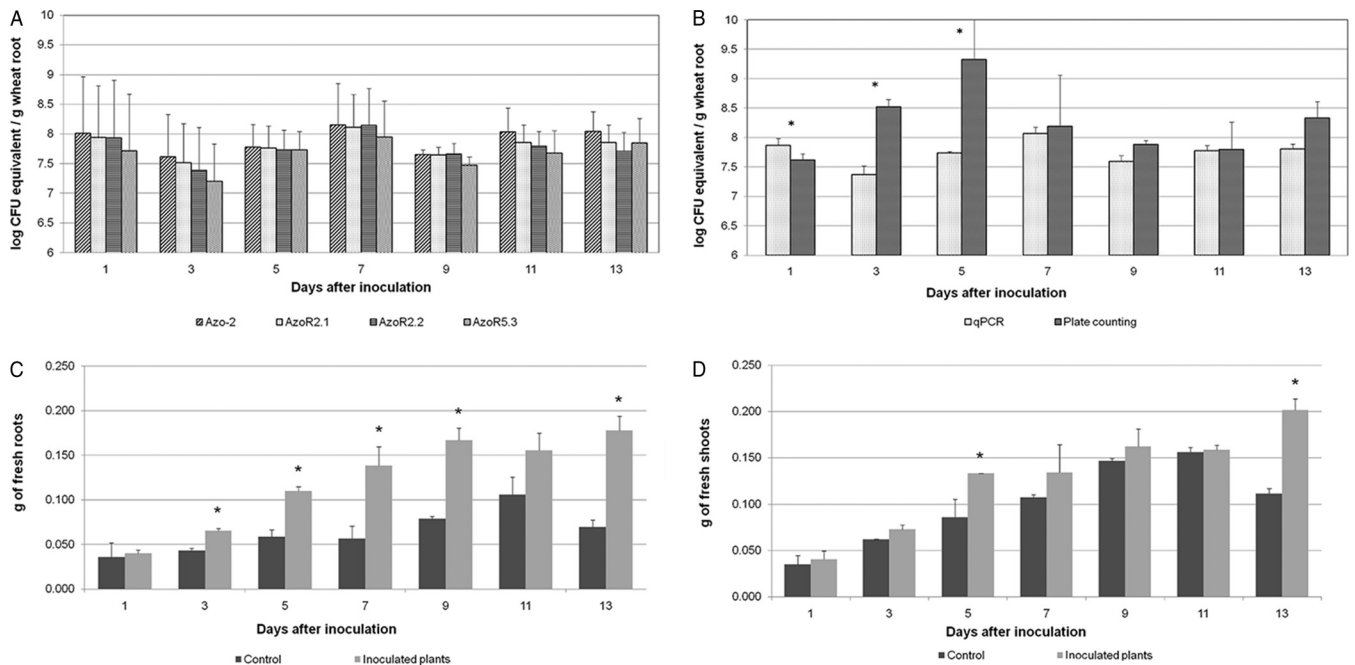 A
log CFU equivalent / g wheat root
10
9.5
9
8.5
8
7.5
7
6.5
6
1 3 5 7 9 11 13
Days after inoculation
Azo-2 AzoR2.1 AzoR2.2 AzoR5.3
B
log CFU equivalent / g wheat root
10
9.5
9
8.5
8
7.5
7
6.5
6
* * *
1 3 5 7 9 11 13
Days after inoculation
qPCR Plate counting
C
g of fresh roots
0.250
0.200
0.150
0.100
0.050
0.000
* * * * *
1 3 5 7 9 11 13
Days after inoculation
Control Inoculated plants
D
g of fresh shoots
0.250
0.200
0.150
0.100
0.050
0.000
* *
1 3 5 7 9 11 13
Days after inoculation
Control Inoculated plants